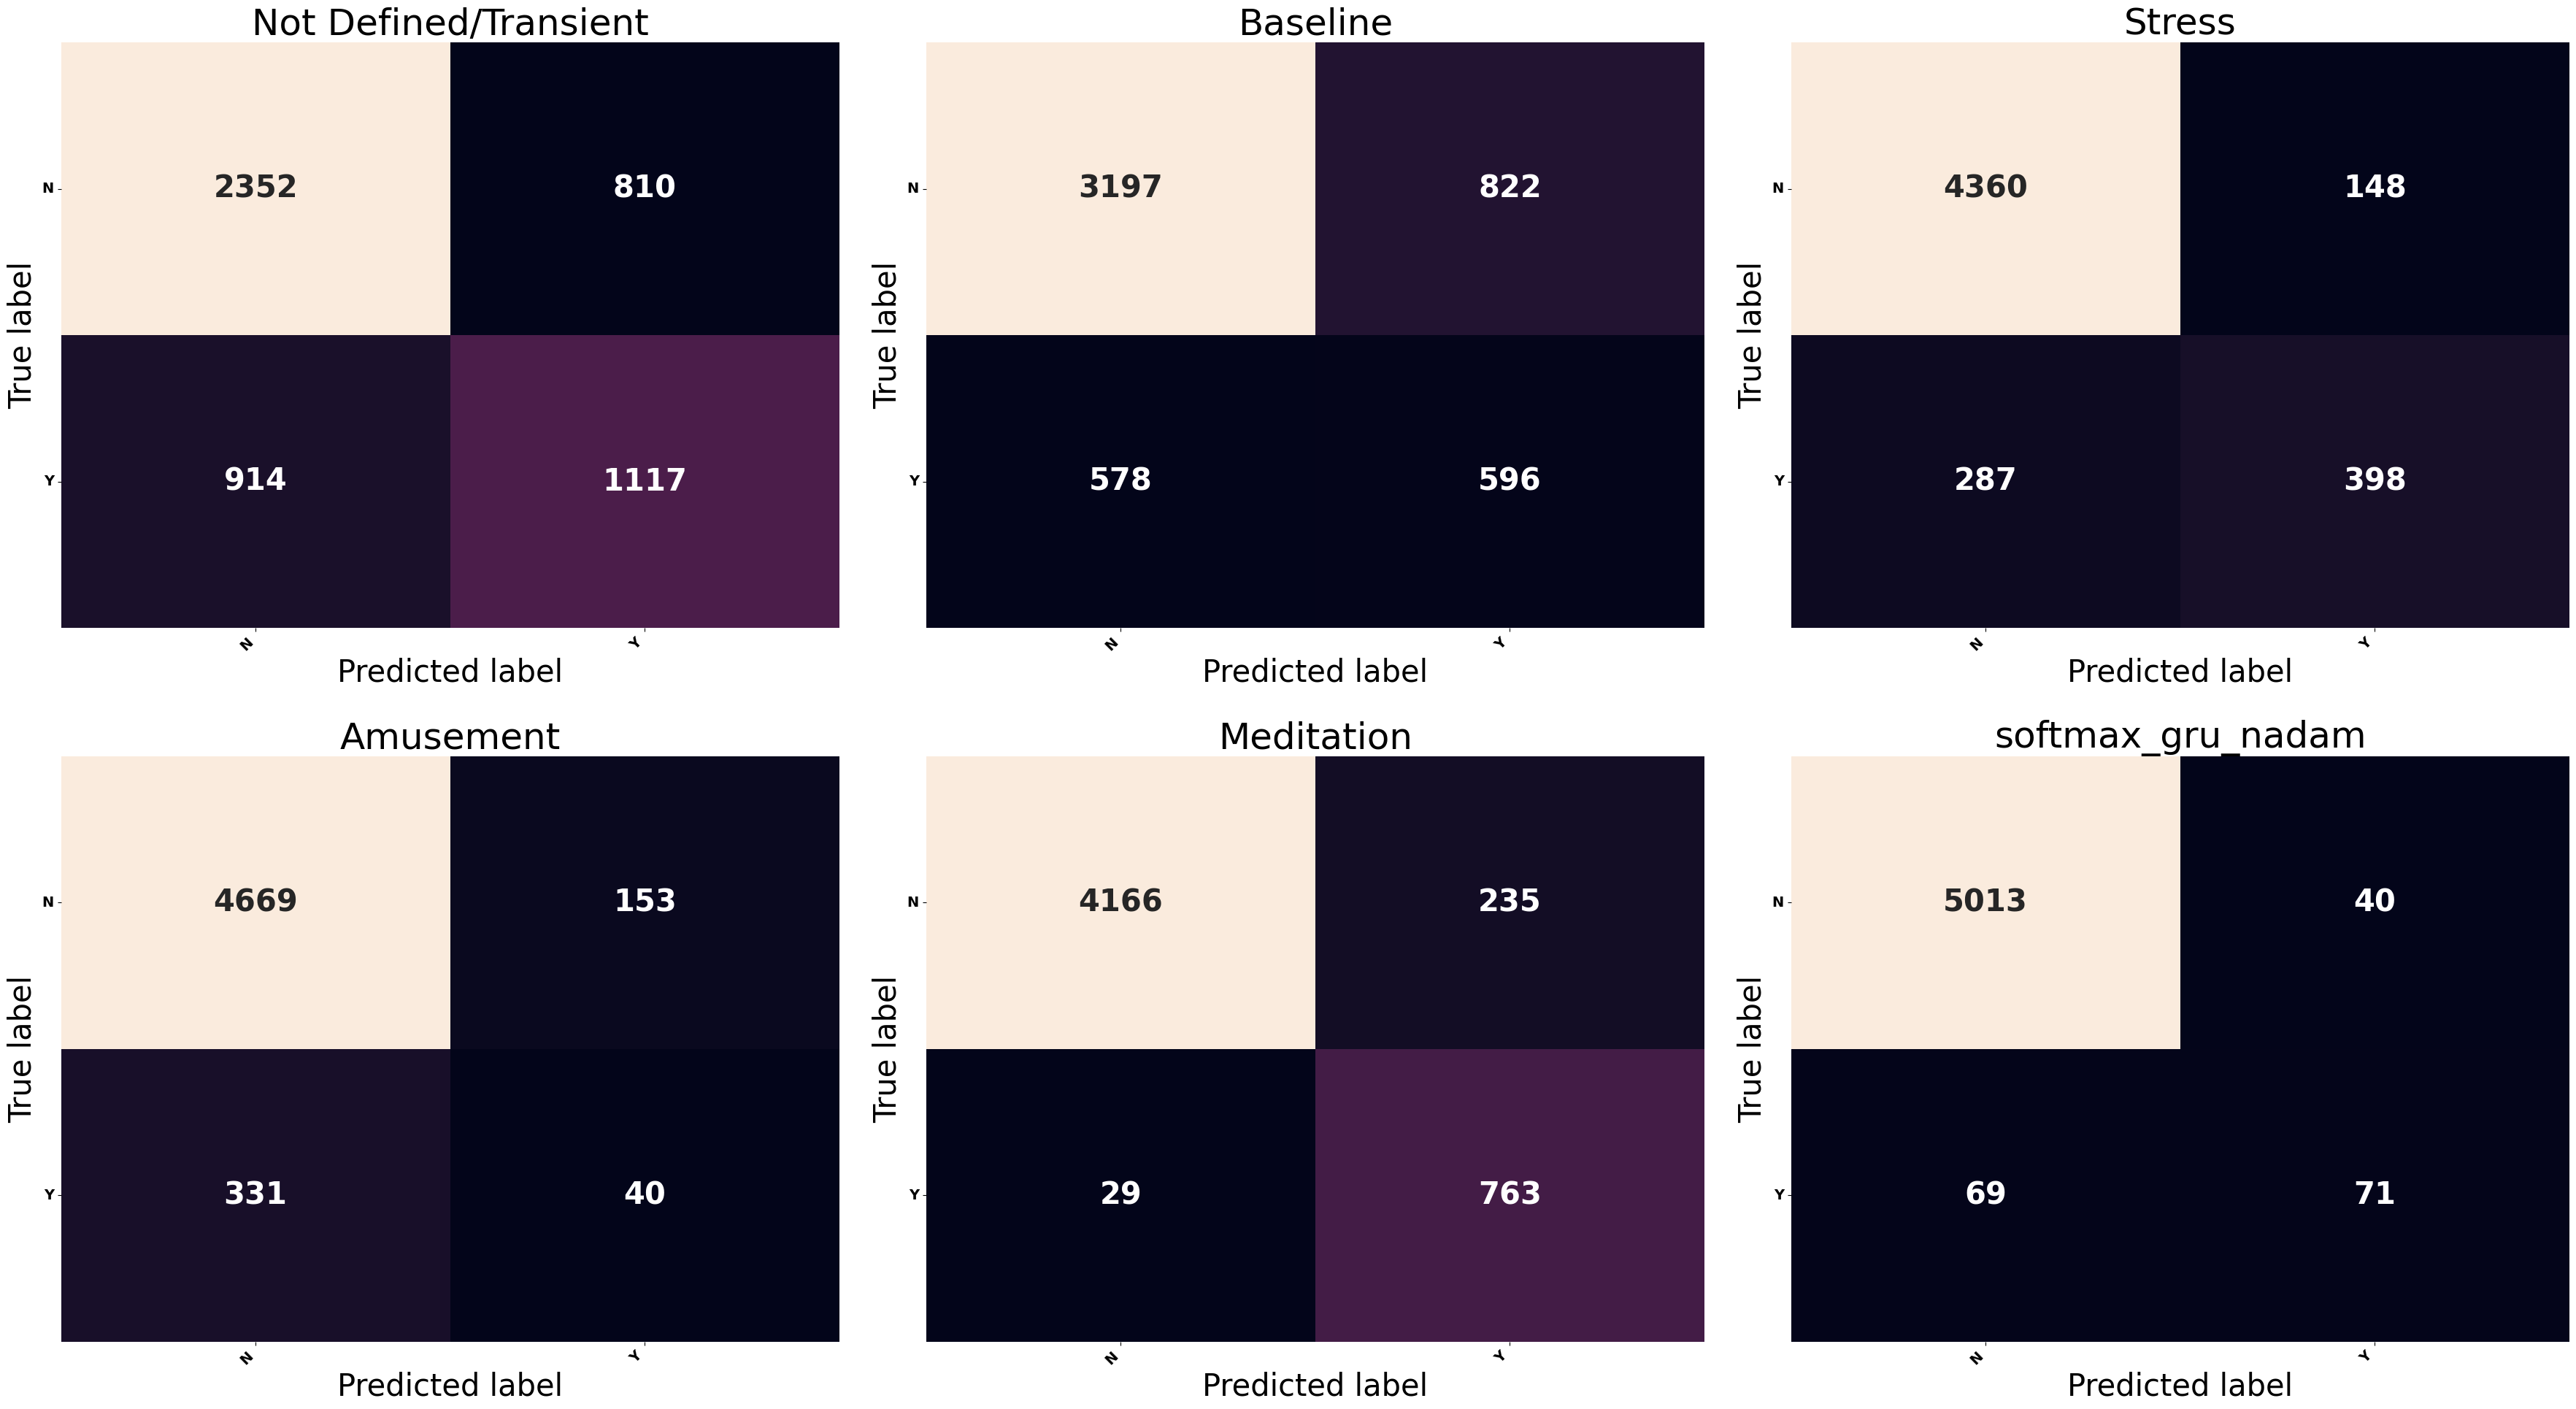 Not Defined/Transient
N
2352
810
True label
Y
914
1117
N
Y
Predicted label
Baseline
N
3197
822
True label
Y
578
596
N
Y
Predicted label
Stress
N
4360
148
True label
Y
287
398
N
Y
Predicted label
Amusement
N
4669
153
True label
Y
331
40
N
Y
Predicted label
Meditation
N
4166
235
True label
Y
29
763
N
Y
Predicted label
softmax_gru_nadam
N
5013
40
True label
Y
69
71
N
Y
Predicted label